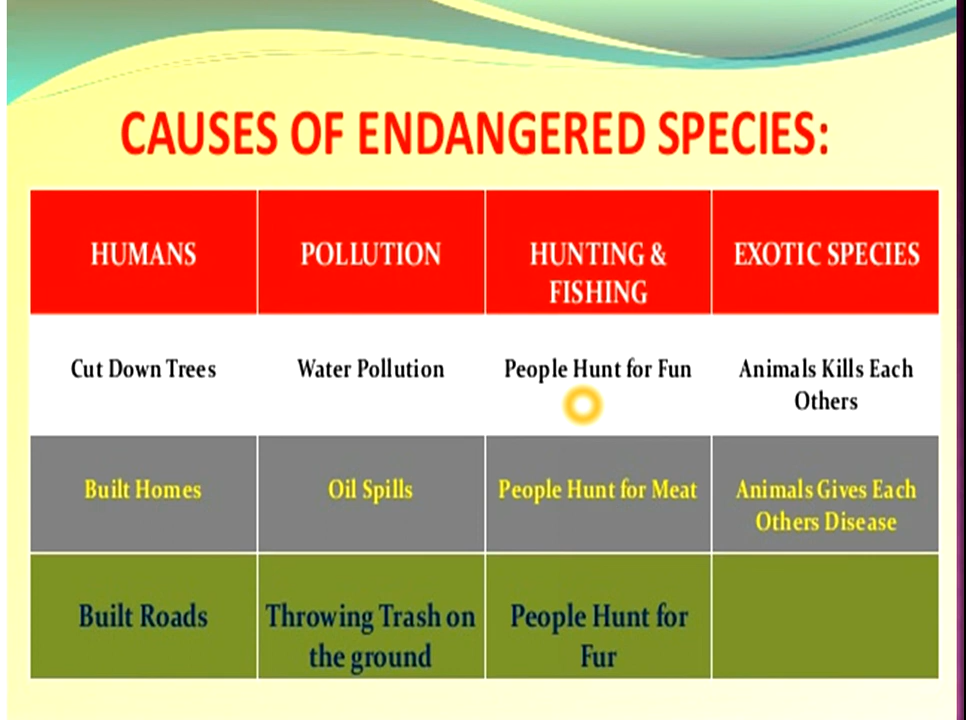 CAUSES OF ENDANGERED SPECIES:
HUMANS
POLLUTION
HUNTING &
FISHING
EXOTIC SPECIES
Cut Down Trees
Water Pollution
People Hunt for Fun
Animals Kills Each
Others
Built Homes
Oil Spills
People Hunt for Meat
Animals Gives Each
Others Disease
Built Roads
Throwing Trash on
the ground
People Hunt for
Fur